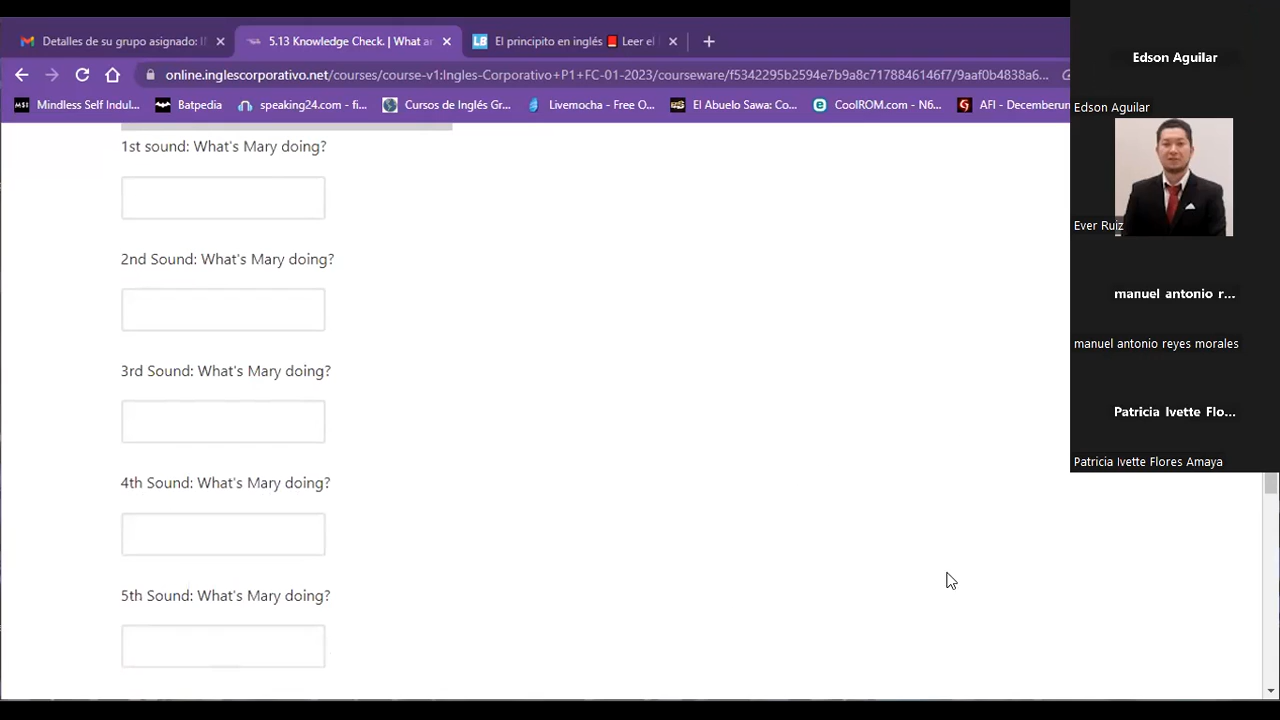 Detalles de su grupo asignado: I
5.13 Knowledge Check. | What ar
LB El principito en inglés Leer el
online.inglescorporativo.net/courses/course-v1:Ingles-Corporativo+P1+FC-01-2023/courseware/f5342295b2594e7b9a8c7178846146f7/9aaf0b4838a6...
MSI Mindless Self Indul...
Batpedia
speaking24.com - fi...
Cursos de Inglés Gr...
Livemocha - Free O...
El Abuelo Sawa: Co...
CoolROM.com - N6...
AFI - Decemberun
1st sound: What's Mary doing?
2nd Sound: What's Mary doing?
3rd Sound: What's Mary doing?
4th Sound: What's Mary doing?
5th Sound: What's Mary doing?
Edson Aguilar
Edson Aguilar
Ever Ruiz
manuel antonio r...
manuel antonio reyes morales
Patricia Ivette Flo...
Patricia Ivette Flores Amaya